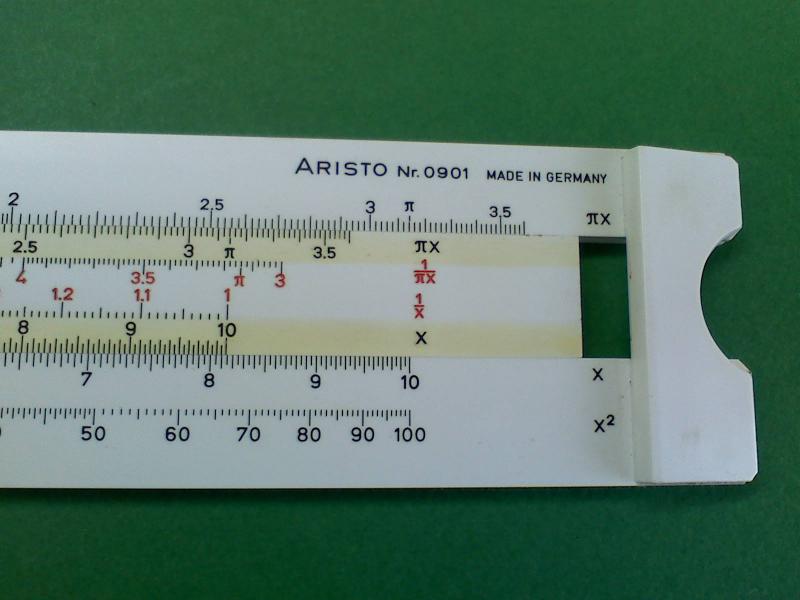 ARISTO Nr. 0901 MADE IN GERMANY
2 2.5 3 π 3.5 πx
2.5 3 π 3.5 πx
4 3.5 π 3 1/πx
1.2 1.1 1 1/x
8 9 10 x
7 8 9 10 x
50 60 70 80 90 100 x²